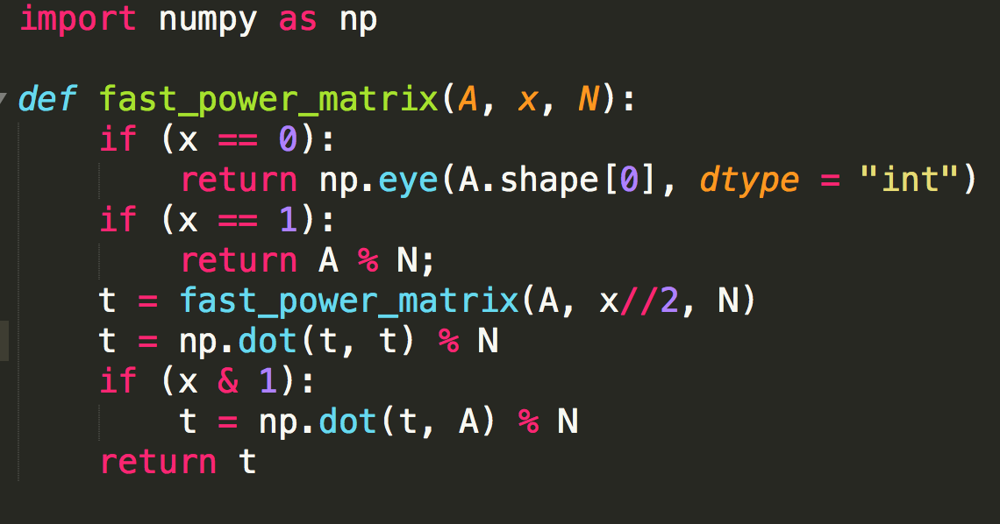 import numpy as np
def fast_power_matrix(A, x, N):
    if (x == 0):
        return np.eye(A.shape[0], dtype = "int")
    if (x == 1):
        return A % N;
    t = fast_power_matrix(A, x//2, N)
    t = np.dot(t, t) % N
    if (x & 1):
        t = np.dot(t, A) % N
    return t